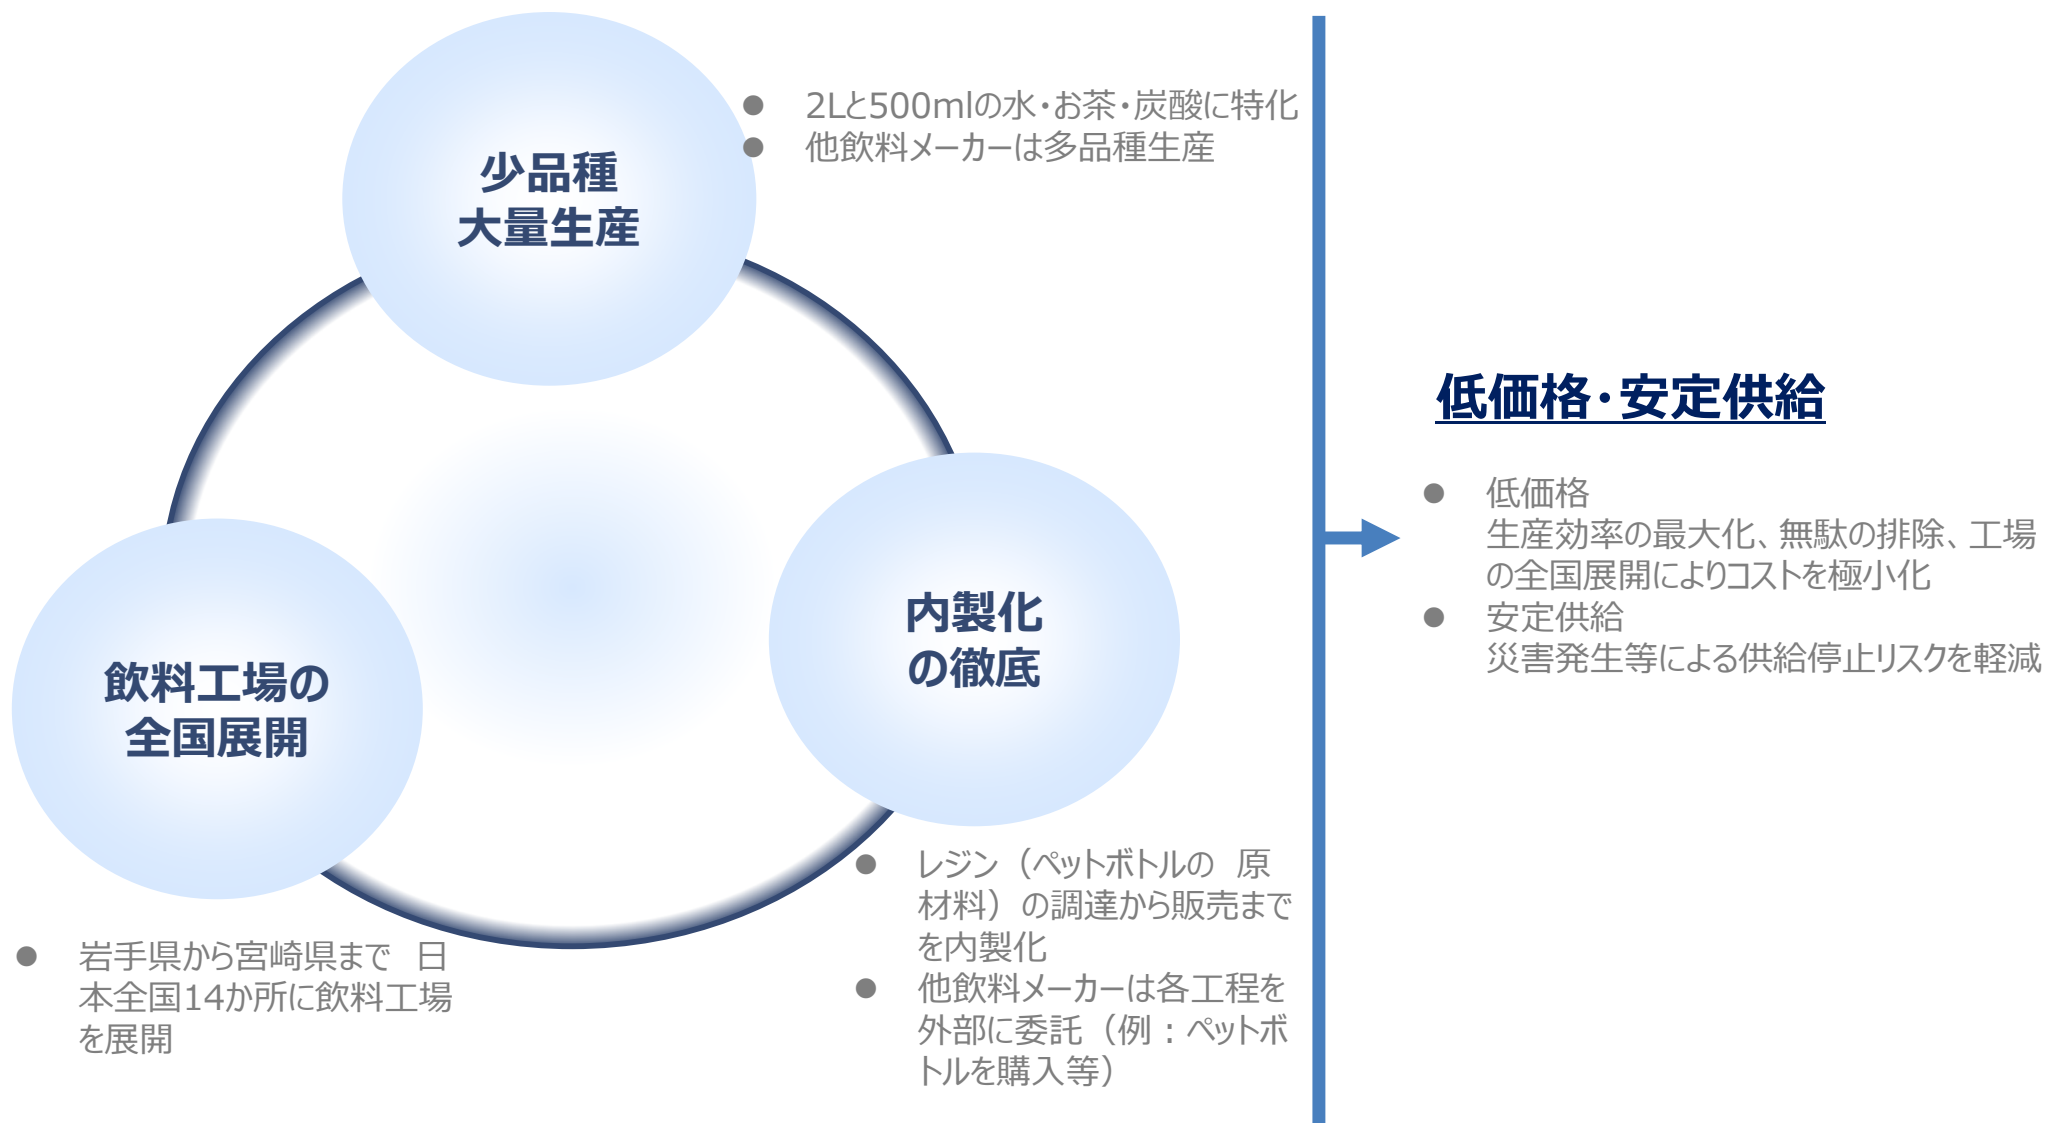 少品種
大量生産
● 2Lと500mlの水・お茶・炭酸に特化
● 他飲料メーカーは多品種生産
内製化
の徹底
● レジン（ペットボトルの　原
材料）の調達から販売まで
を内製化
● 他飲料メーカーは各工程を
外部に委託（例：ペットボ
トルを購入等）
飲料工場の
全国展開
● 岩手県から宮崎県まで　日
本全国14か所に飲料工場
を展開
低価格・安定供給
● 低価格
生産効率の最大化、無駄の排除、工場
の全国展開によりコストを極小化
● 安定供給
災害発生等による供給停止リスクを軽減